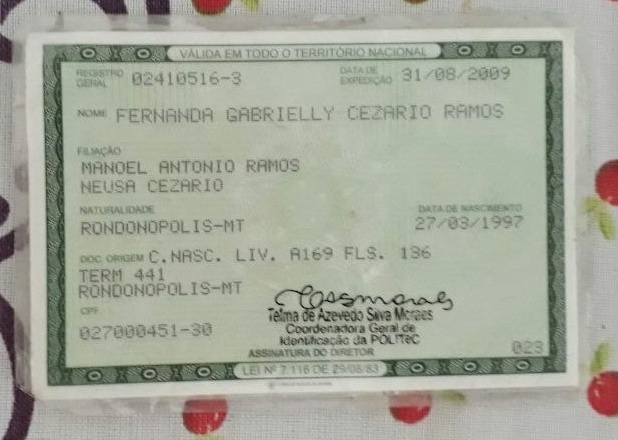 VÁLIDA EM TODO O TERRITÓRIO NACIONAL
REGISTRO GERAL 02410516-3 DATA DE EXPEDIÇÃO 31/08/2009
NOME FERNANDA GABRIELLY CEZARIO RAMOS
FILIAÇÃO
MANOEL ANTONIO RAMOS
NEUSA CEZARIO
NATURALIDADE DATA DE NASCIMENTO
RONDONOPOLIS-MT 27/03/1997
DOC. ORIGEM C.NASC. LIV. A169 FLS. 136
TERM 441
RONDONOPOLIS-MT
CPF
027000451-30
Telma de Azevedo Silva Moraes
Coordenadora Geral de
Identificação da POLITEC
ASSINATURA DO DIRETOR 023
LEI Nº 7.116 DE 29/08/83